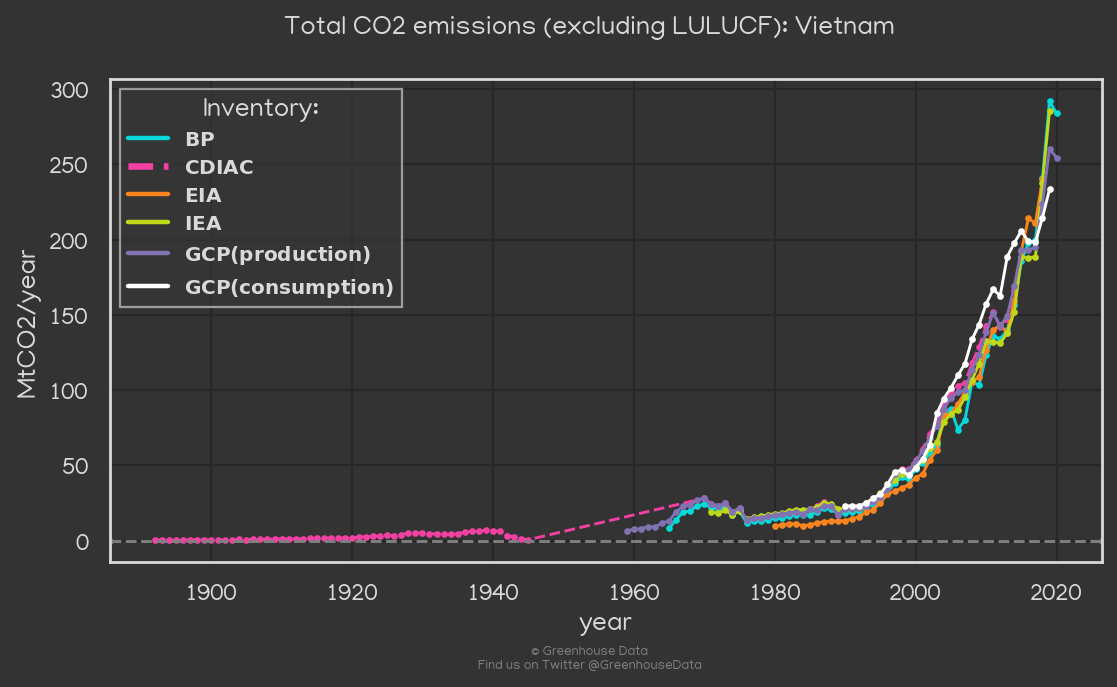 Total CO2 emissions (excluding LULUCF): Vietnam
300
250
200
150
100
50
0
MtCO2/year
Inventory:
BP
CDIAC
EIA
IEA
GCP(production)
GCP(consumption)
1900
1920
1940
1960
1980
2000
2020
year
© Greenhouse Data
Find us on Twitter @GreenhouseData